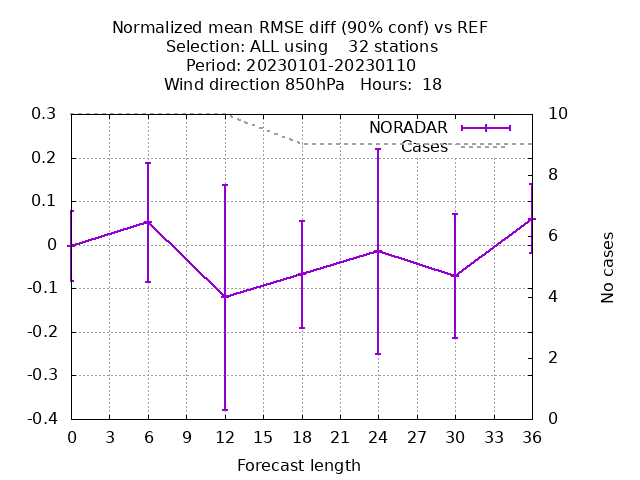 Normalized mean RMSE diff (90% conf) vs REF
Selection: ALL using    32 stations
Period: 20230101-20230110
Wind direction 850hPa   Hours:  18
0.3
0.2
0.1
0
-0.1
-0.2
-0.3
-0.4
10
8
6
4
2
0
NORADAR
Cases
No cases
0 3 6 9 12 15 18 21 24 27 30 33 36
Forecast length